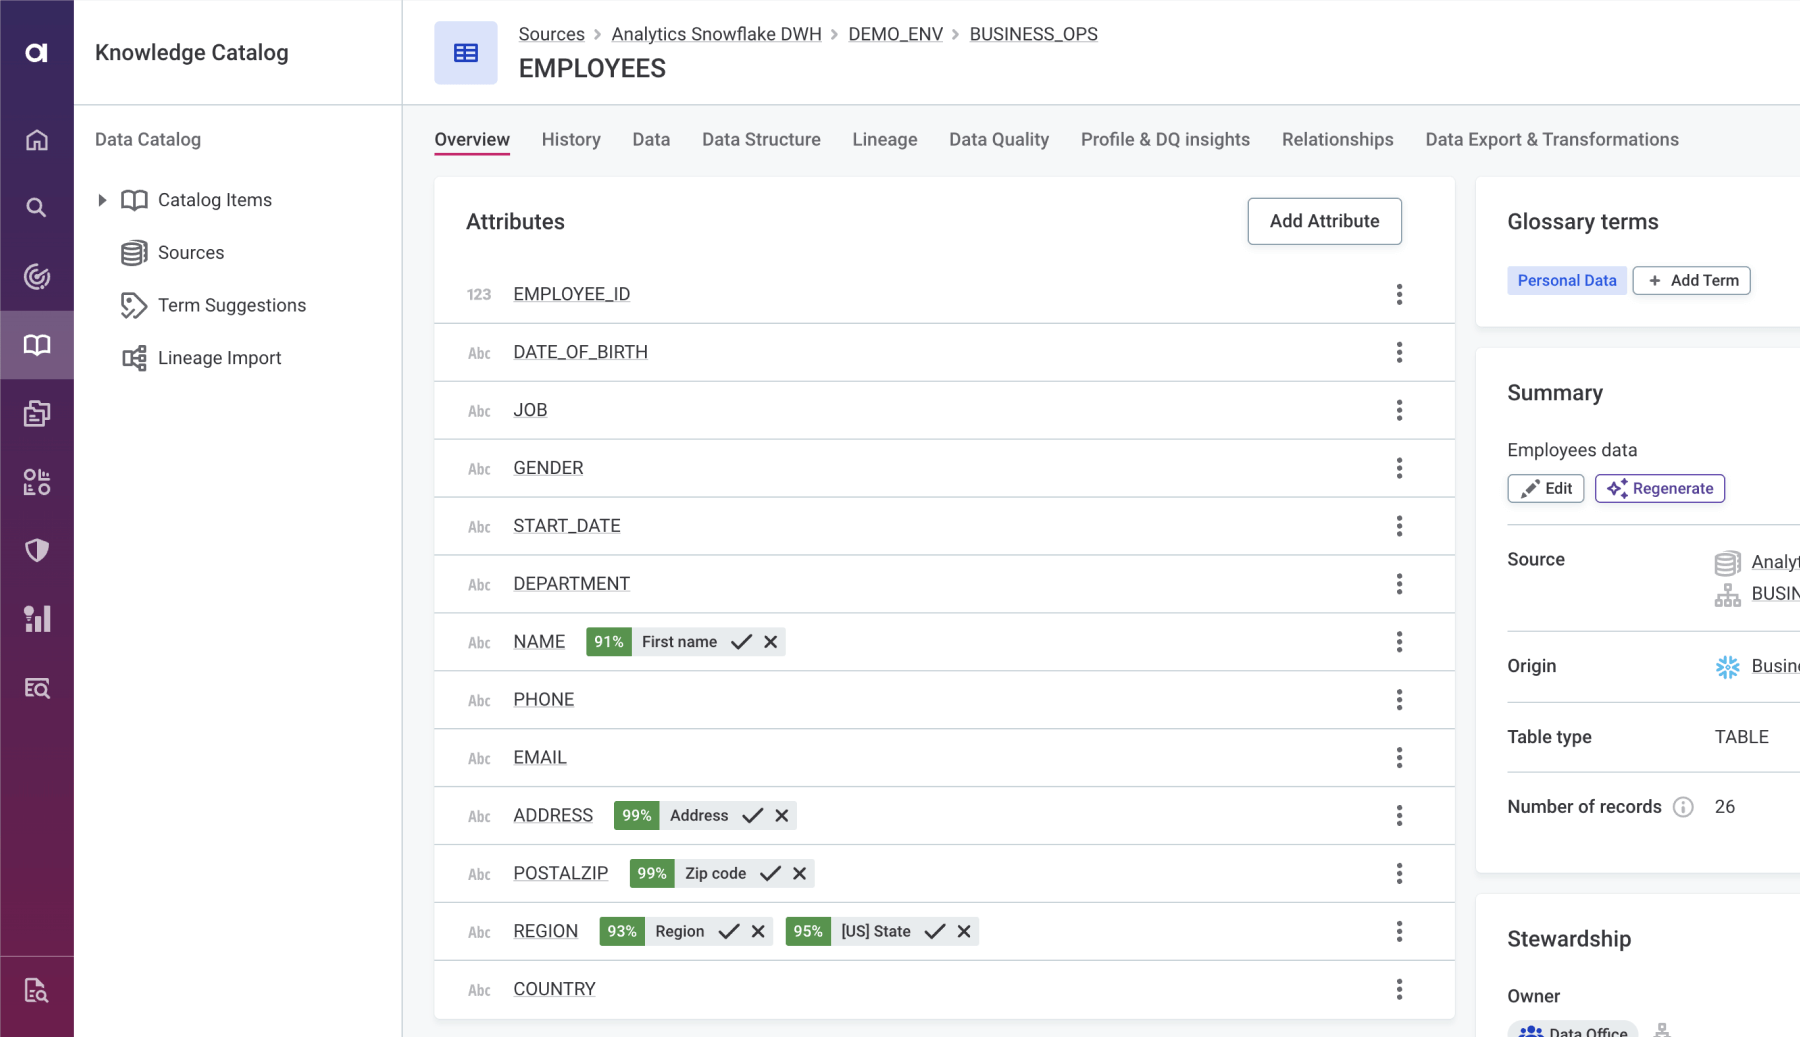 Knowledge Catalog
Data Catalog
Catalog Items
Sources
Term Suggestions
Lineage Import
Sources > Analytics Snowflake DWH > DEMO_ENV > BUSINESS_OPS
EMPLOYEES
Overview History Data Data Structure Lineage Data Quality Profile & DQ insights Relationships Data Export & Transformations
Attributes
Add Attribute
123 EMPLOYEE_ID
Abc DATE_OF_BIRTH
Abc JOB
Abc GENDER
Abc START_DATE
Abc DEPARTMENT
Abc NAME 91% First name
Abc PHONE
Abc EMAIL
Abc ADDRESS 99% Address
Abc POSTALZIP 99% Zip code
Abc REGION 93% Region 95% [US] State
Abc COUNTRY
Glossary terms
Personal Data + Add Term
Summary
Employees data
Edit Regenerate
Source Analyt
BUSIN
Origin Busin
Table type TABLE
Number of records 26
Stewardship
Owner
Data Office